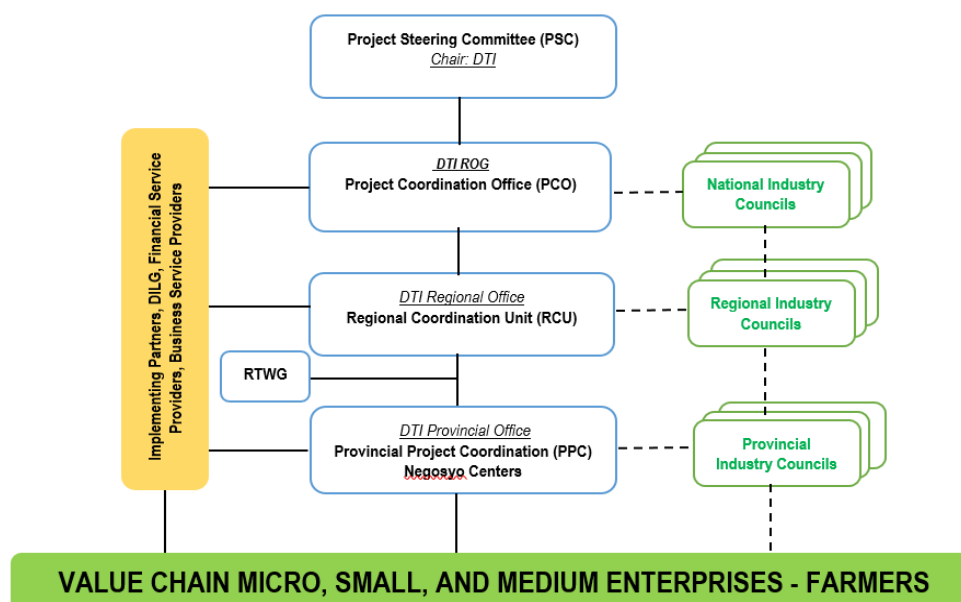 Project Steering Committee (PSC)
Chair: DTI
Implementing Partners, DILG, Financial Service
Providers, Business Service Providers
DTI ROG
Project Coordination Office (PCO)
National Industry
Councils
DTI Regional Office
Regional Coordination Unit (RCU)
Regional Industry
Councils
RTWG
DTI Provincial Office
Provincial Project Coordination (PPC)
Negosyo Centers
Provincial
Industry Councils
VALUE CHAIN MICRO, SMALL, AND MEDIUM ENTERPRISES - FARMERS